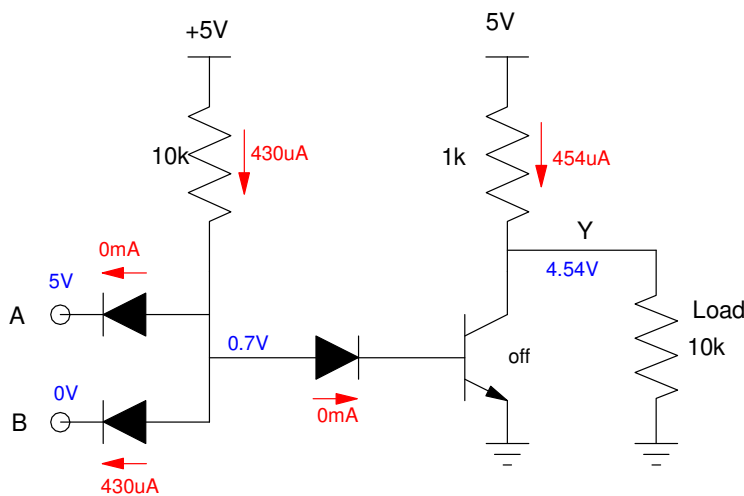 +5V
5V
10k
430uA
1k
454uA
0mA
Y
5V
4.54V
A
Load
0.7V
off
10k
0V
B
0mA
430uA